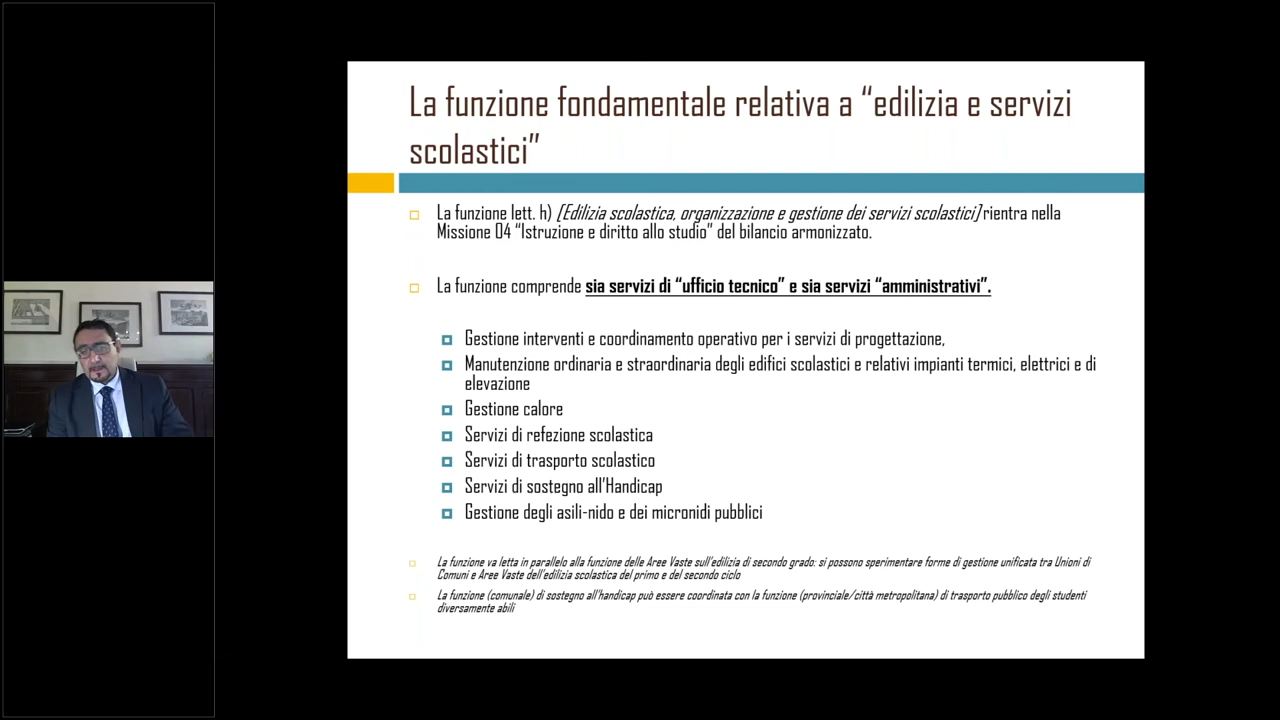 La funzione fondamentale relativa a “edilizia e servizi
scolastici”
La funzione lett. h) [Edilizia scolastica, organizzazione e gestione dei servizi scolastici] rientra nella
Missione 04 “Istruzione e diritto allo studio” del bilancio armonizzato.
La funzione comprende sia servizi di “ufficio tecnico” e sia servizi “amministrativi”.
Gestione interventi e coordinamento operativo per i servizi di progettazione,
Manutenzione ordinaria e straordinaria degli edifici scolastici e relativi impianti termici, elettrici e di
elevazione
Gestione calore
Servizi di refezione scolastica
Servizi di trasporto scolastico
Servizi di sostegno all’Handicap
Gestione degli asili-nido e dei micronidi pubblici
La funzione va letta in parallelo alla funzione delle Aree Vaste sull’edilizia di secondo grado: si possono sperimentare forme di gestione unificata tra Unioni di
Comuni e Aree Vaste dell’edilizia scolastica del primo e del secondo ciclo
La funzione (comunale) di sostegno all’handicap può essere coordinata con la funzione (provinciale/città metropolitana) di trasporto pubblico degli studenti
diversamente abili